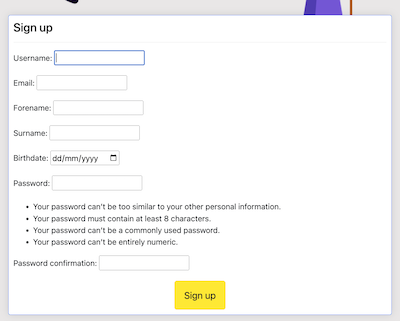 Sign up
Username:
Email:
Forename:
Surname:
Birthdate: dd/mm/yyyy
Password:
• Your password can't be too similar to your other personal information.
• Your password must contain at least 8 characters.
• Your password can't be a commonly used password.
• Your password can't be entirely numeric.
Password confirmation:
Sign up